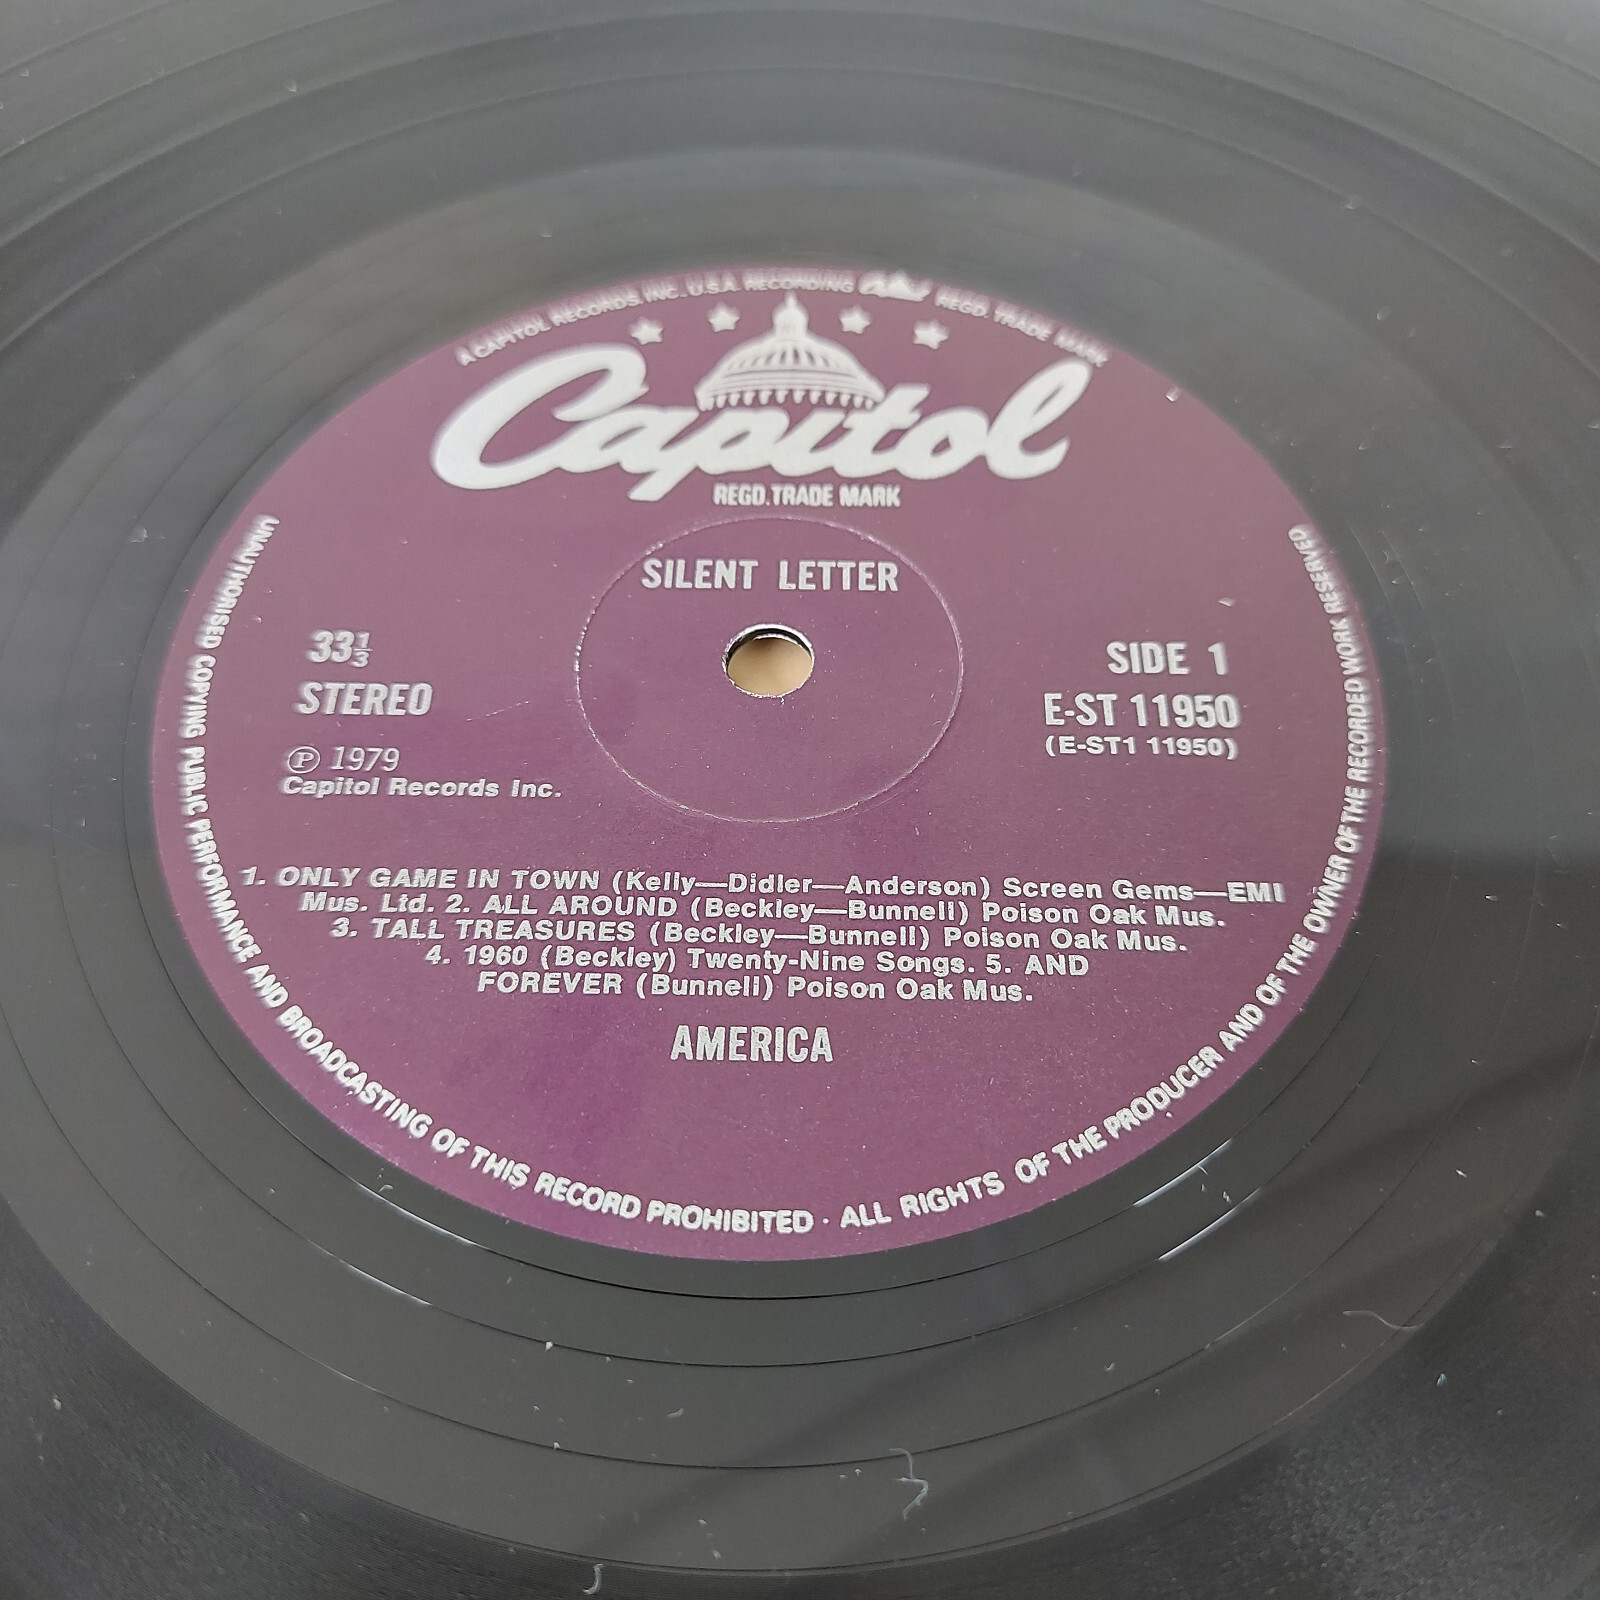 A CAPITOL RECORDS. INC. U.S.A. RECORDING Capitol REGD. TRADE MARK
Capitol
REGD. TRADE MARK
SILENT LETTER
33 1/3
STEREO
Ⓟ 1979
Capitol Records Inc.
SIDE 1
E-ST 11950
(E-ST1 11950)
1. ONLY GAME IN TOWN (Kelly—Didier—Anderson) Screen Gems—EMI
Mus. Ltd. 2. ALL AROUND (Beckley—Bunnell) Poison Oak Mus.
3. TALL TREASURES (Beckley—Bunnell) Poison Oak Mus.
4. 1960 (Beckley) Twenty-Nine Songs. 5. AND
FOREVER (Bunnell) Poison Oak Mus.
AMERICA
UNAUTHORISED COPYING PUBLIC PERFORMANCE AND BROADCASTING OF THIS RECORD PROHIBITED · ALL RIGHTS OF THE PRODUCER AND OF THE OWNER OF THE RECORDED WORK RESERVED